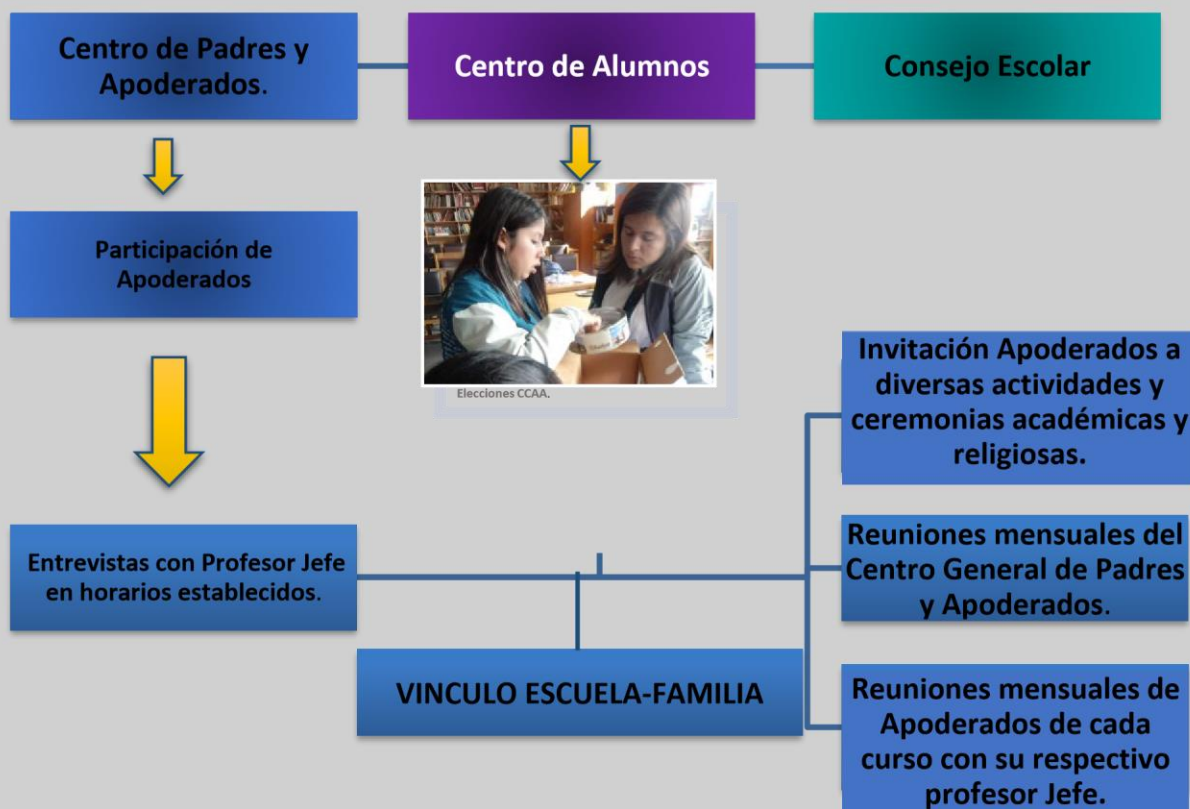 Centro de Padres y
Apoderados.
Centro de Alumnos
Consejo Escolar
Participación de
Apoderados
Elecciones CCAA.
Invitación Apoderados a
diversas actividades y
ceremonias académicas y
religiosas.
Entrevistas con Profesor Jefe
en horarios establecidos.
Reuniones mensuales del
Centro General de Padres
y Apoderados.
VINCULO ESCUELA-FAMILIA
Reuniones mensuales de
Apoderados de cada
curso con su respectivo
profesor Jefe.